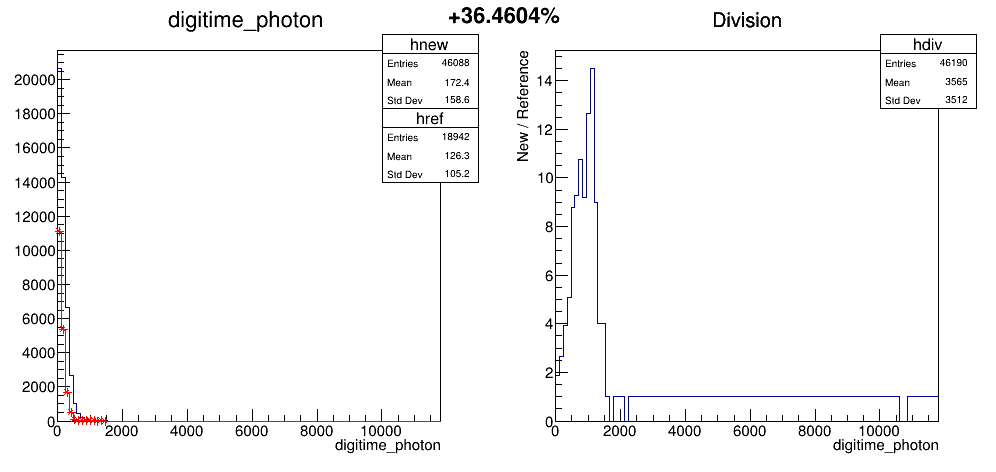 +36.4604%
digitime_photon
hnew
Entries 46088
Mean 172.4
Std Dev 158.6
href
Entries 18942
Mean 126.3
Std Dev 105.2
20000
18000
16000
14000
12000
10000
8000
6000
4000
2000
0
0 2000 4000 6000 8000 10000
digitime_photon
Division
hdiv
Entries 46190
Mean 3565
Std Dev 3512
New / Reference
14
12
10
8
6
4
2
0
0 2000 4000 6000 8000 10000
digitime_photon